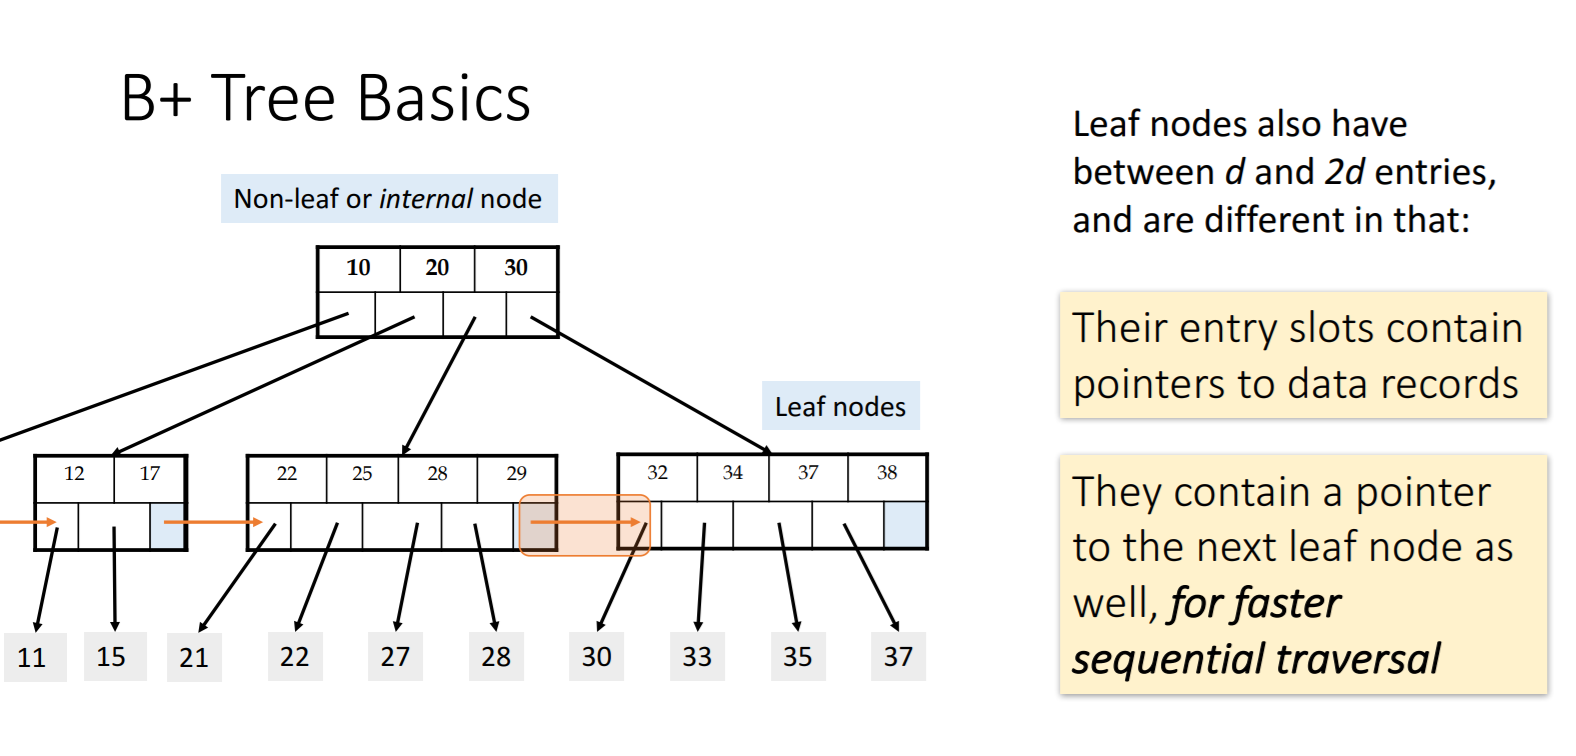 B+ Tree Basics
Leaf nodes also have
between d and 2d entries,
and are different in that:
Non-leaf or internal node
10 20 30
Their entry slots contain
pointers to data records
Leaf nodes
12 17 22 25 28 29 32 34 37 38
They contain a pointer
to the next leaf node as
well, for faster
sequential traversal
11 15 21 22 27 28 30 33 35 37